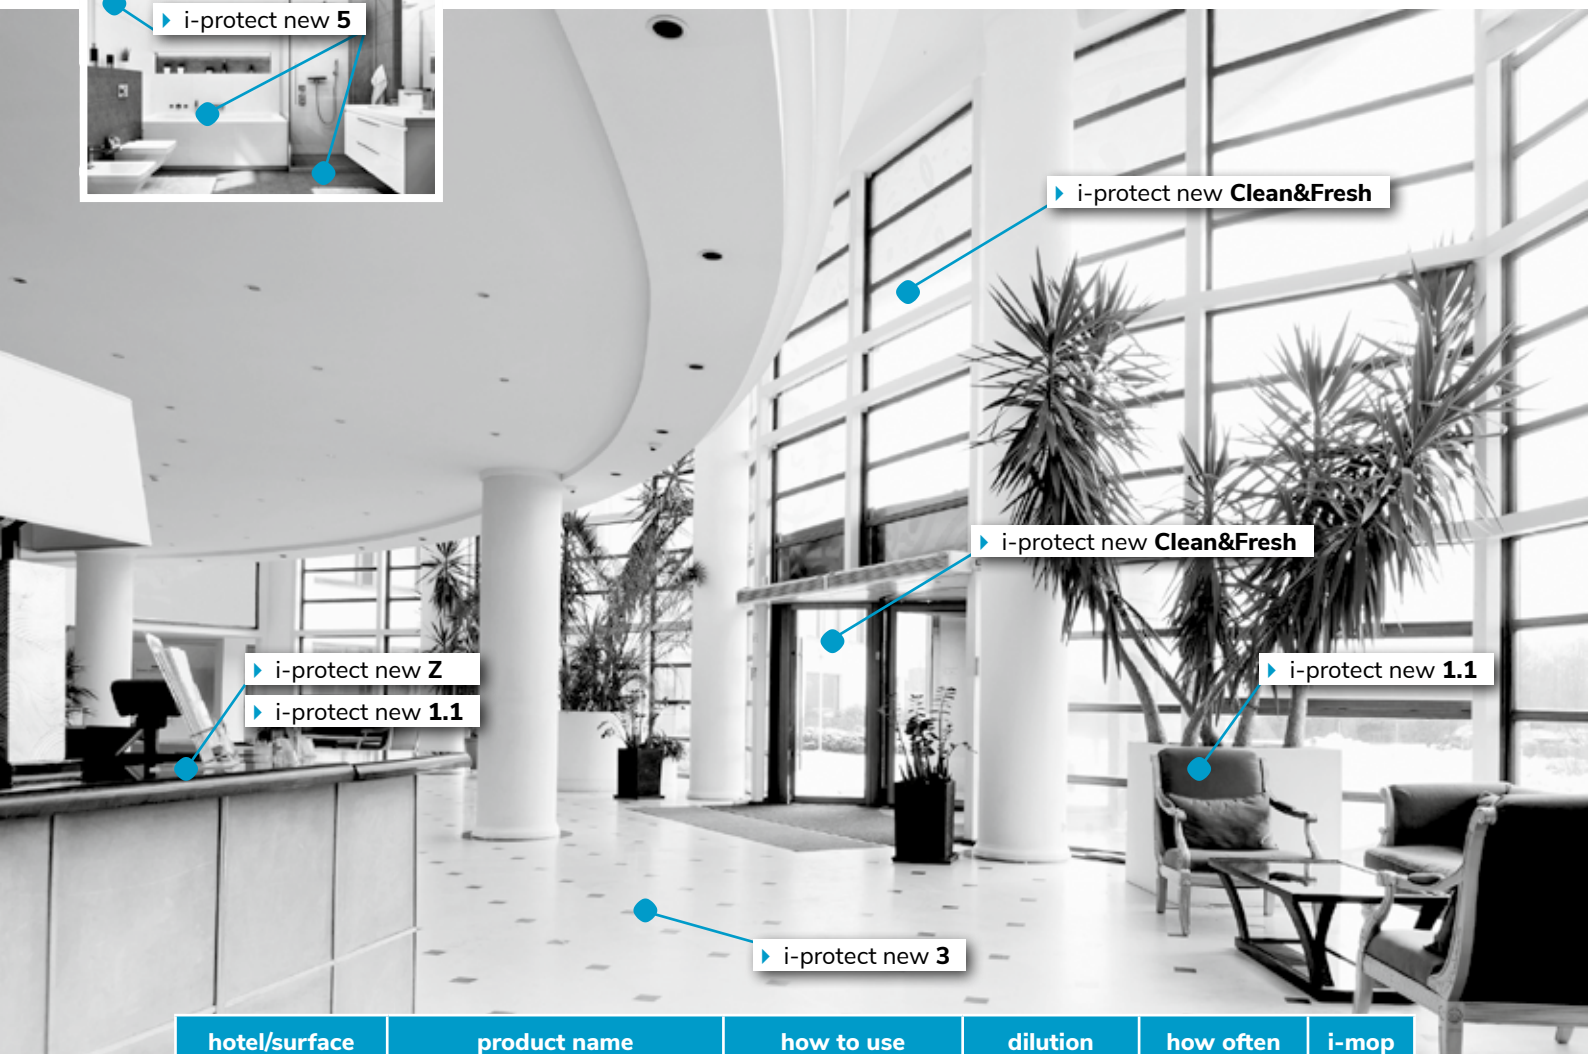 i-protect new 5
i-protect new Clean&Fresh
i-protect new Clean&Fresh
i-protect new Z
i-protect new 1.1
i-protect new 1.1
i-protect new 3
hotel/surface product name how to use dilution how often i-mop